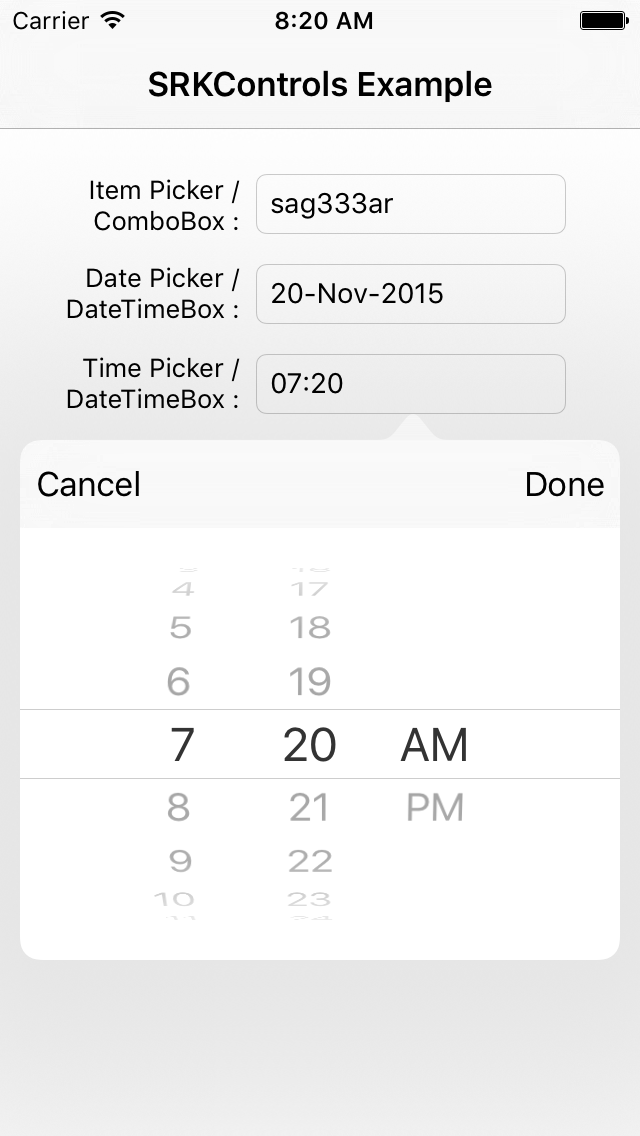 Carrier 8:20 AM
SRKControls Example
Item Picker /
ComboBox :
sag333ar
Date Picker /
DateTimeBox :
20-Nov-2015
Time Picker /
DateTimeBox :
07:20
Cancel Done
4 17
5 18
6 19
7 20 AM
8 21 PM
9 22
10 23